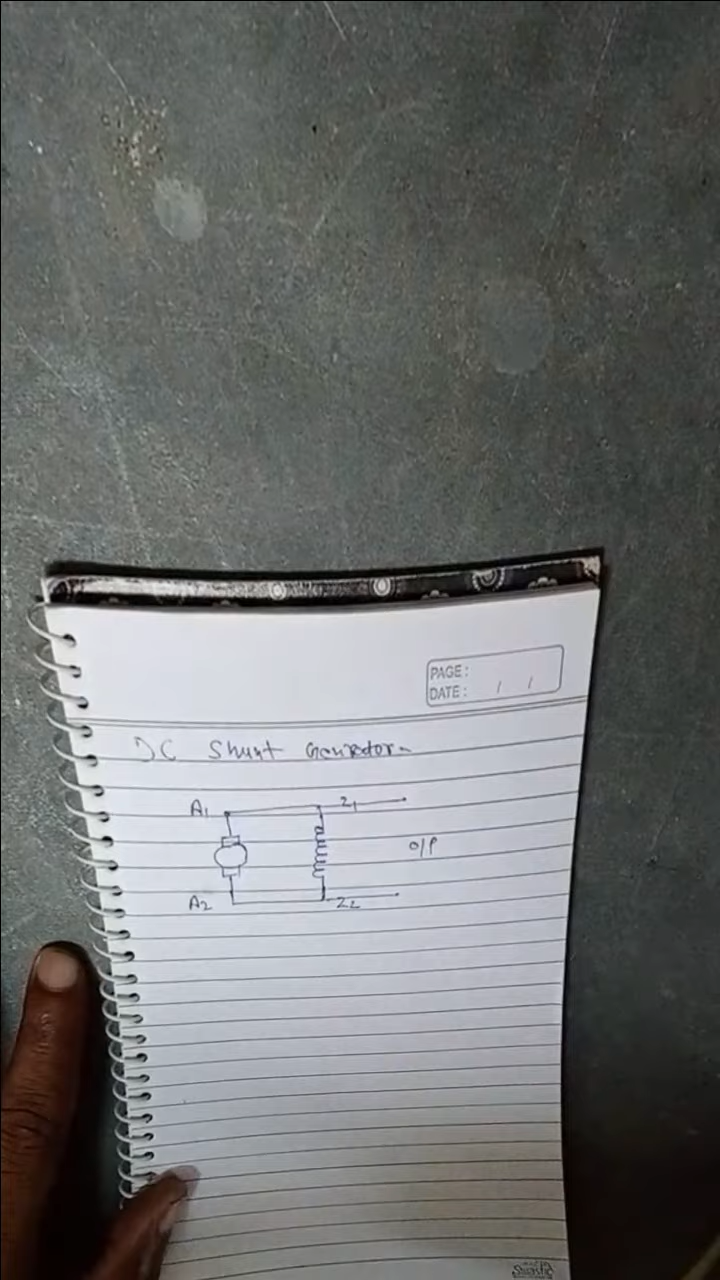 PAGE:
DATE: / /
DC Shunt Generator
A1 Z1
O/P
A2 Z2